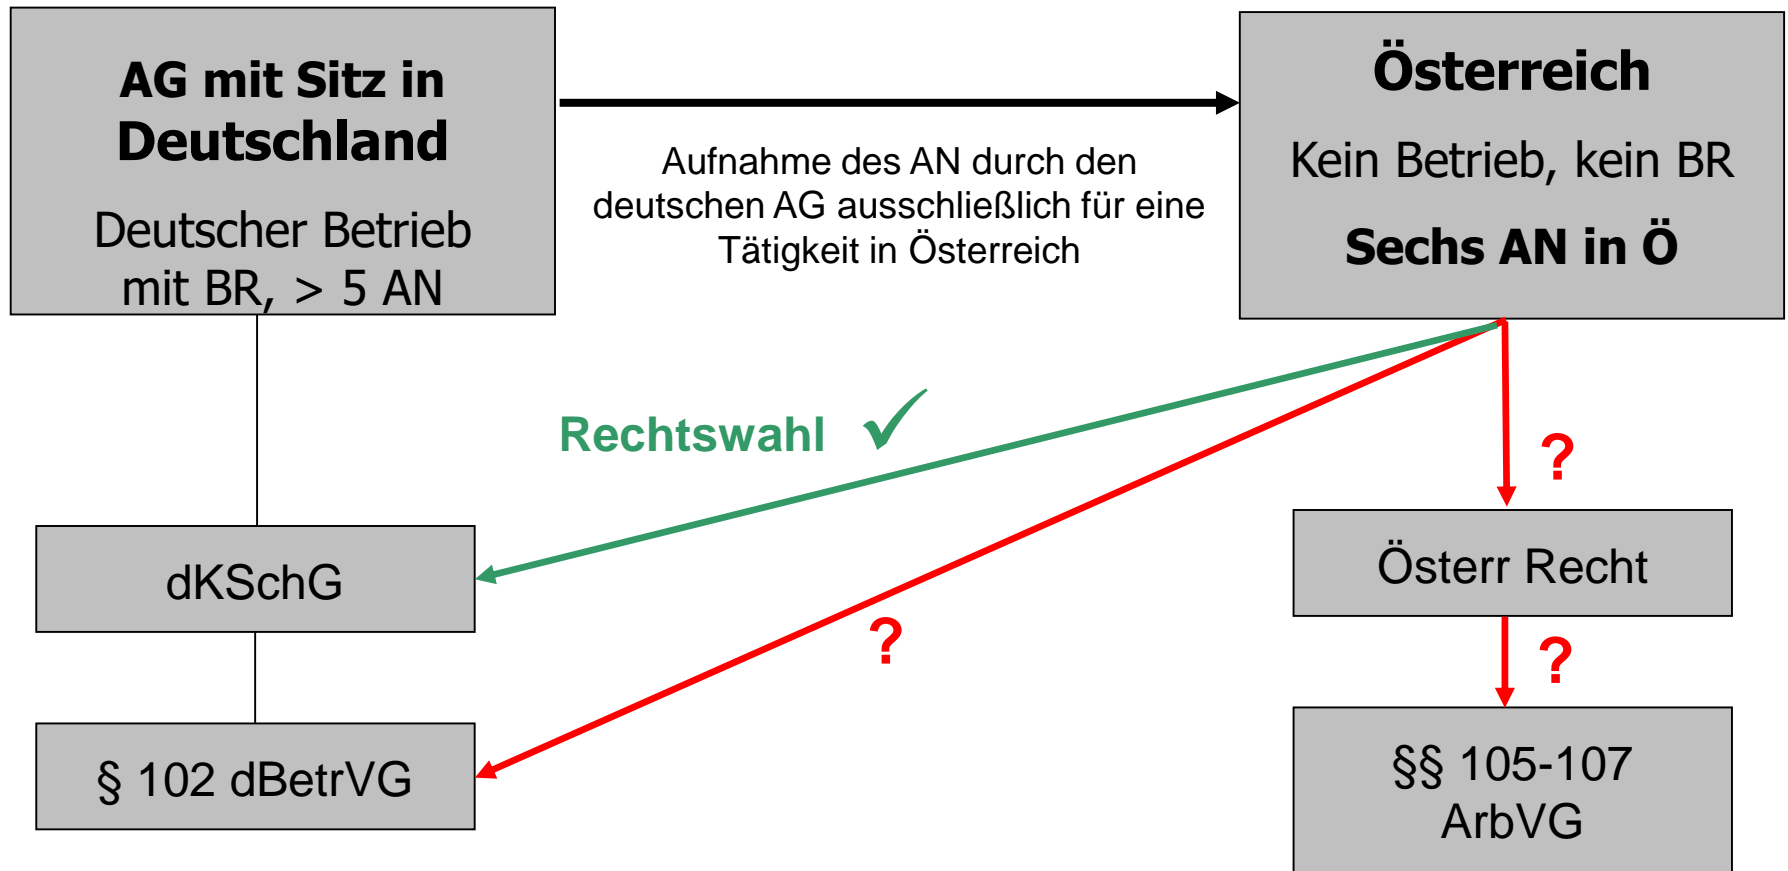 AG mit Sitz in
Deutschland
Deutscher Betrieb
mit BR, > 5 AN
Aufnahme des AN durch den
deutschen AG ausschließlich für eine
Tätigkeit in Österreich
Österreich
Kein Betrieb, kein BR
Sechs AN in Ö
Rechtswahl ✓
?
dKSchG
Österr Recht
?
?
§ 102 dBetrVG
§§ 105-107
ArbVG